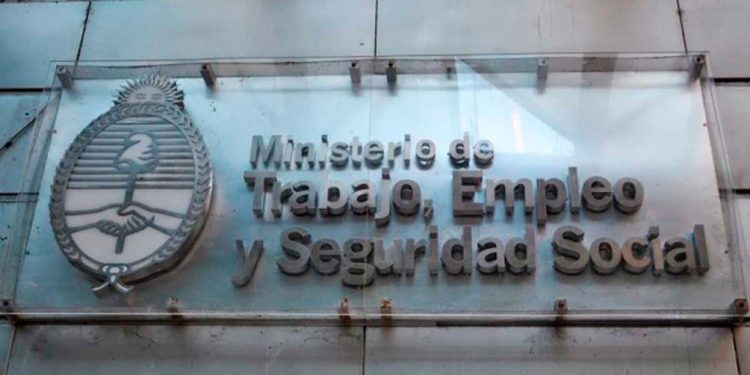 Ministerio de
Trabajo, Empleo
y Seguridad Social